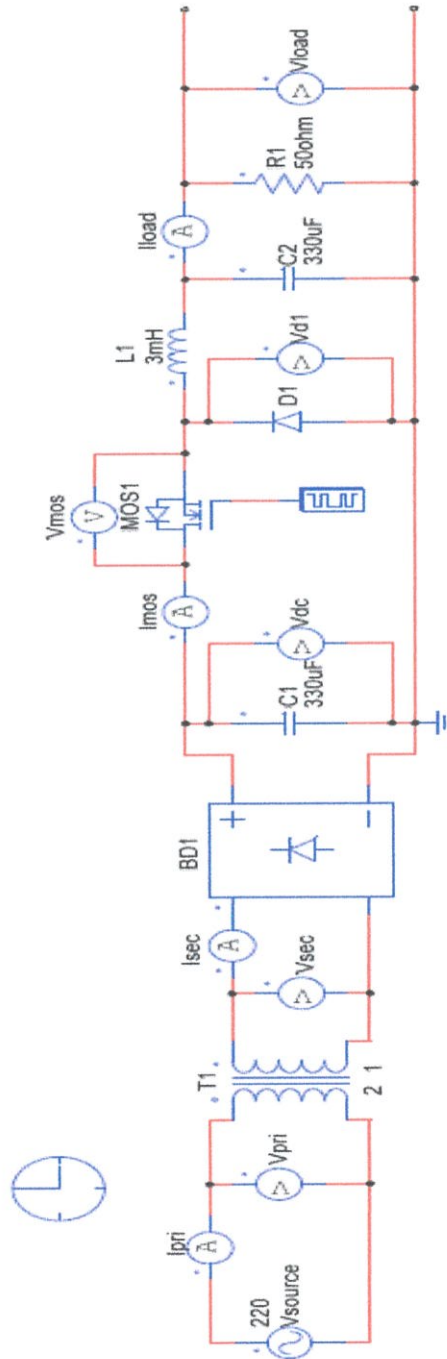 220
Vsource
Ipri
A
V
Vpri
T1
2 1
Isec
A
V
Vsec
BD1
+
−
C1
330uF
V
Vdc
Imos
A
Vmos
V
MOS1
D1
V
Vd1
L1
3mH
C2
330uF
Iload
A
R1
50ohm
V
Vload